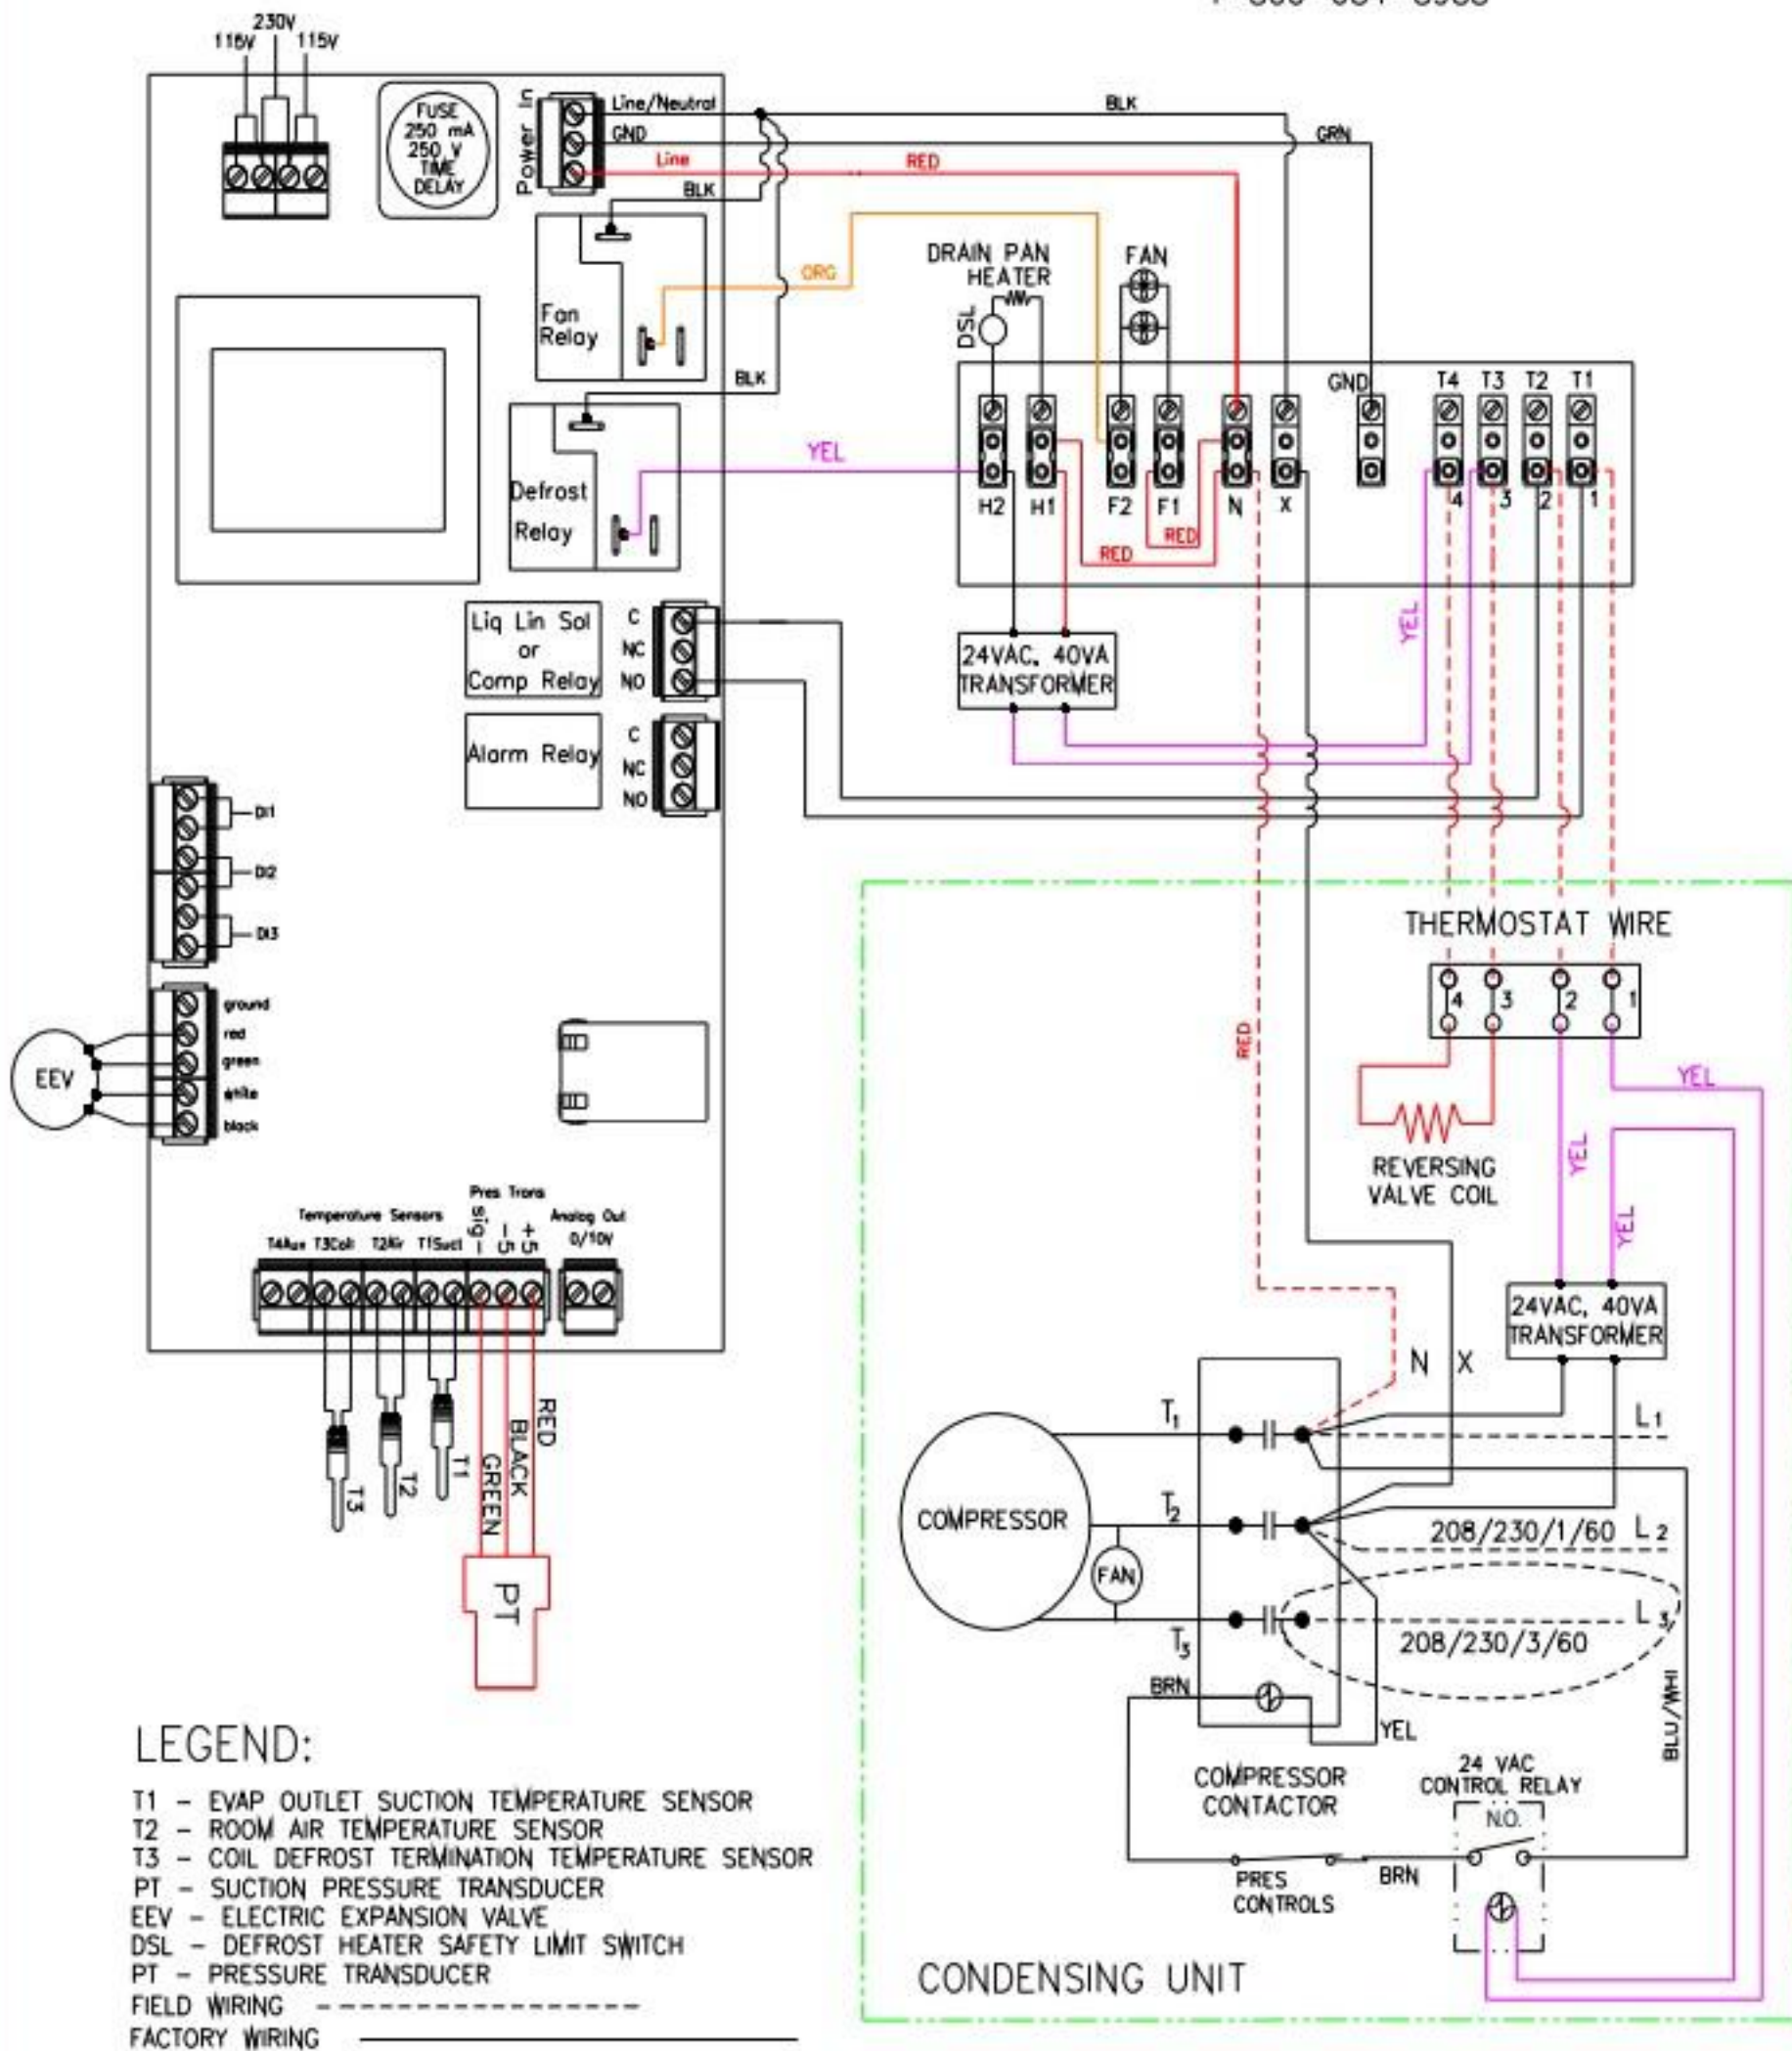 230V
116V
115V
FUSE
250 mA
250 V
TIME
DELAY
Power In
Line/Neutral
GND
Line
BLK
BLK
GRN
RED
ORG
Fan
Relay
BLK
Defrost
Relay
YEL
DRAIN PAN
HEATER
DSL
FAN
GND
T4 T3 T2 T1
H2 H1 F2 F1 N X
4 3 2 1
RED
RED
24VAC, 40VA
TRANSFORMER
YEL
Liq Lin Sol
or
Comp Relay
C
NC
NO
Alarm Relay
C
NC
NO
DI1
DI2
DI3
ground
red
green
white
black
EEV
Pres Trans
Temperature Sensors
sig-
-5
+5
Analog Out
0/10V
T4Aux T3Coil T2Air T1Suct
T3
T2
T1
GREEN
BLACK
RED
PT
THERMOSTAT WIRE
4 3 2 1
RED
YEL
YEL
YEL
REVERSING
VALVE COIL
24VAC, 40VA
TRANSFORMER
N X
COMPRESSOR
FAN
T1
T2
T3
L1
208/230/1/60 L2
L3
208/230/3/60
BRN
YEL
BLU/WHI
COMPRESSOR
CONTACTOR
24 VAC
CONTROL RELAY
N.O.
PRES
CONTROLS
BRN
CONDENSING UNIT
LEGEND:
T1 - EVAP OUTLET SUCTION TEMPERATURE SENSOR
T2 - ROOM AIR TEMPERATURE SENSOR
T3 - COIL DEFROST TERMINATION TEMPERATURE SENSOR
PT - SUCTION PRESSURE TRANSDUCER
EEV - ELECTRIC EXPANSION VALVE
DSL - DEFROST HEATER SAFETY LIMIT SWITCH
PT - PRESSURE TRANSDUCER
FIELD WIRING
FACTORY WIRING